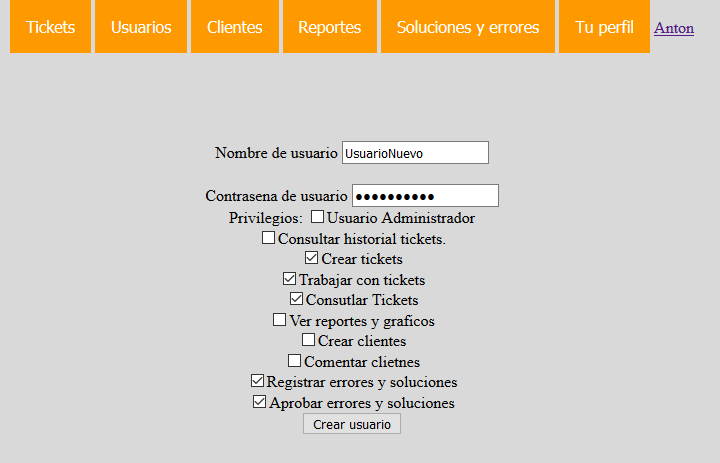 Tickets Usuarios Clientes Reportes Soluciones y errores Tu perfil Anton
Nombre de usuario UsuarioNuevo
Contrasena de usuario ●●●●●●●●●●
Privilegios: Usuario Administrador
Consultar historial tickets.
Crear tickets
Trabajar con tickets
Consutlar Tickets
Ver reportes y graficos
Crear clientes
Comentar clietnes
Registrar errores y soluciones
Aprobar errores y soluciones
Crear usuario